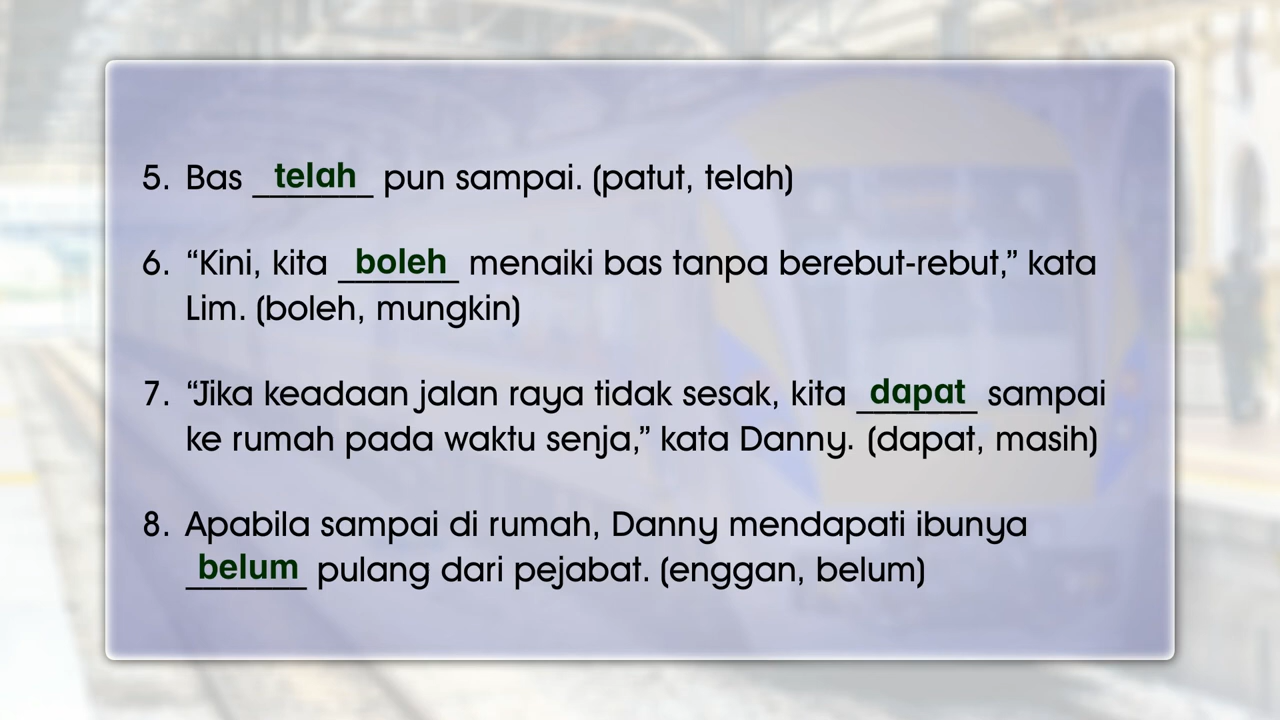 5. Bas telah pun sampai. (patut, telah)
6. “Kini, kita boleh menaiki bas tanpa berebut-rebut,” kata
Lim. (boleh, mungkin)
7. “Jika keadaan jalan raya tidak sesak, kita dapat sampai
ke rumah pada waktu senja,” kata Danny. (dapat, masih)
8. Apabila sampai di rumah, Danny mendapati ibunya
belum pulang dari pejabat. (enggan, belum)